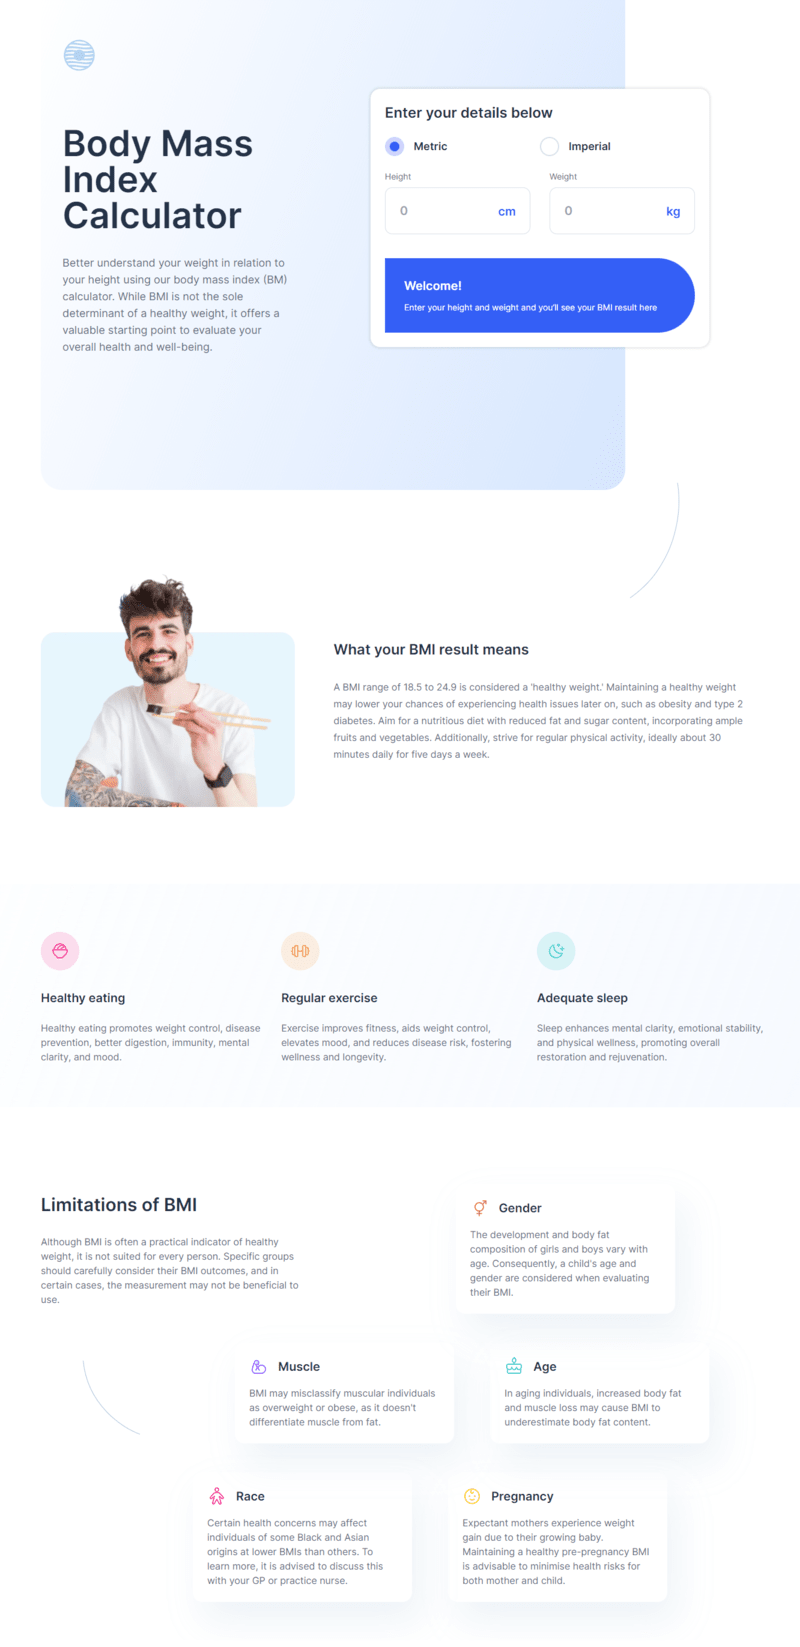 Body Mass
Index
Calculator
Better understand your weight in relation to
your height using our body mass index (BM)
calculator. While BMI is not the sole
determinant of a healthy weight, it offers a
valuable starting point to evaluate your
overall health and well-being.
Enter your details below
Metric
Imperial
Height
Weight
0 cm
0 kg
Welcome!
Enter your height and weight and you'll see your BMI result here
What your BMI result means
A BMI range of 18.5 to 24.9 is considered a 'healthy weight.' Maintaining a healthy weight
may lower your chances of experiencing health issues later on, such as obesity and type 2
diabetes. Aim for a nutritious diet with reduced fat and sugar content, incorporating ample
fruits and vegetables. Additionally, strive for regular physical activity, ideally about 30
minutes daily for five days a week.
Healthy eating
Healthy eating promotes weight control, disease
prevention, better digestion, immunity, mental
clarity, and mood.
Regular exercise
Exercise improves fitness, aids weight control,
elevates mood, and reduces disease risk, fostering
wellness and longevity.
Adequate sleep
Sleep enhances mental clarity, emotional stability,
and physical wellness, promoting overall
restoration and rejuvenation.
Limitations of BMI
Although BMI is often a practical indicator of healthy
weight, it is not suited for every person. Specific groups
should carefully consider their BMI outcomes, and in
certain cases, the measurement may not be beneficial to
use.
Gender
The development and body fat
composition of girls and boys vary with
age. Consequently, a child's age and
gender are considered when evaluating
their BMI.
Muscle
BMI may misclassify muscular individuals
as overweight or obese, as it doesn't
differentiate muscle from fat.
Age
In aging individuals, increased body fat
and muscle loss may cause BMI to
underestimate body fat content.
Race
Certain health concerns may affect
individuals of some Black and Asian
origins at lower BMIs than others. To
learn more, it is advised to discuss this
with your GP or practice nurse.
Pregnancy
Expectant mothers experience weight
gain due to their growing baby.
Maintaining a healthy pre-pregnancy BMI
is advisable to minimise health risks for
both mother and child.